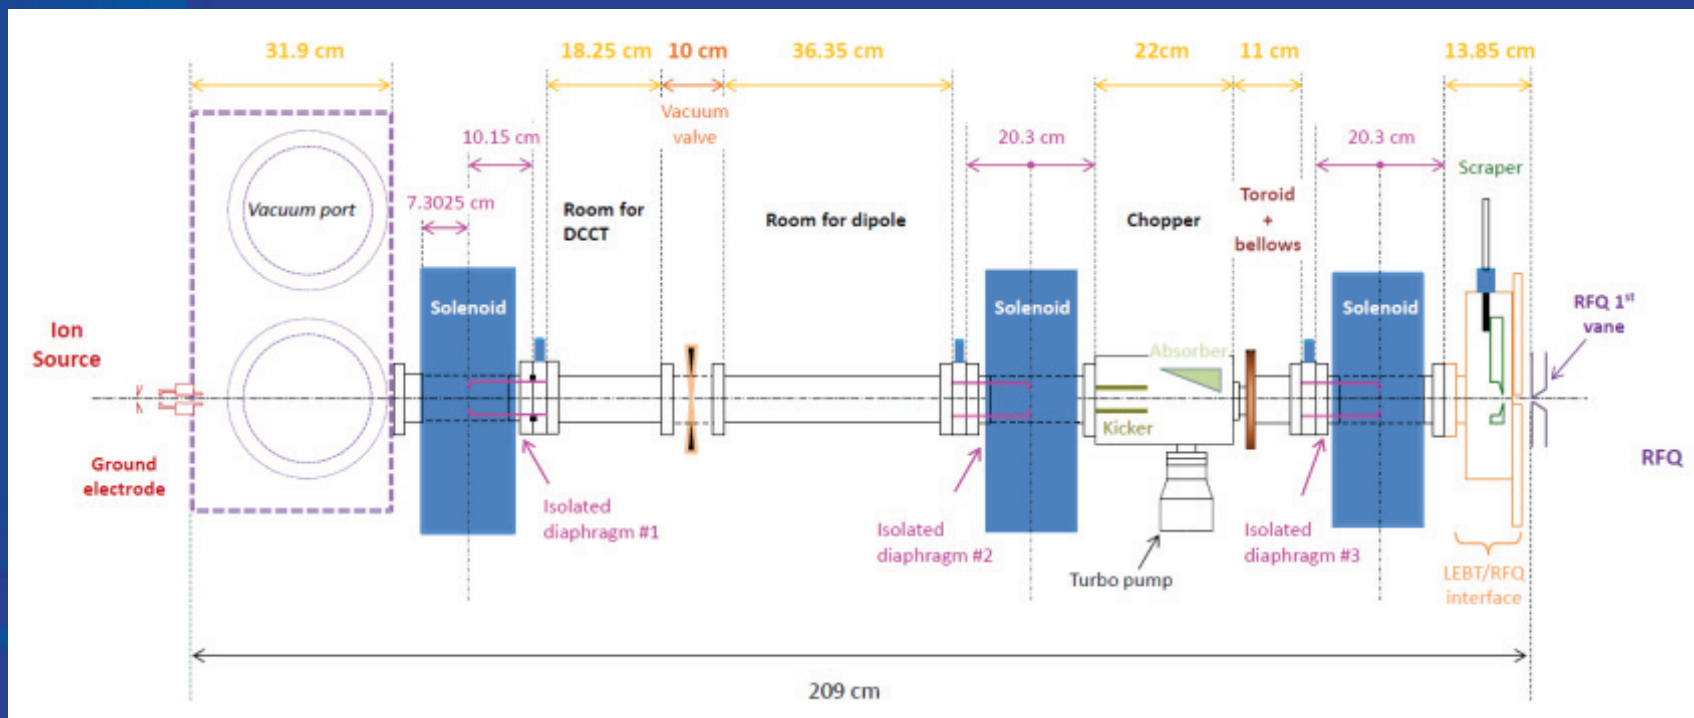 31.9 cm
18.25 cm
10 cm
36.35 cm
22cm
11 cm
13.85 cm
Vacuum
valve
10.15 cm
20.3 cm
20.3 cm
Scraper
7.3025 cm
Vacuum port
Room for
DCCT
Room for dipole
Chopper
Toroid
+
bellows
Solenoid
Solenoid
Solenoid
RFQ 1st
vane
Ion
Source
Absorber
Kicker
Ground
electrode
RFQ
Isolated
diaphragm #1
Isolated
diaphragm #2
Isolated
diaphragm #3
Turbo pump
LEBT/RFQ
interface
209 cm